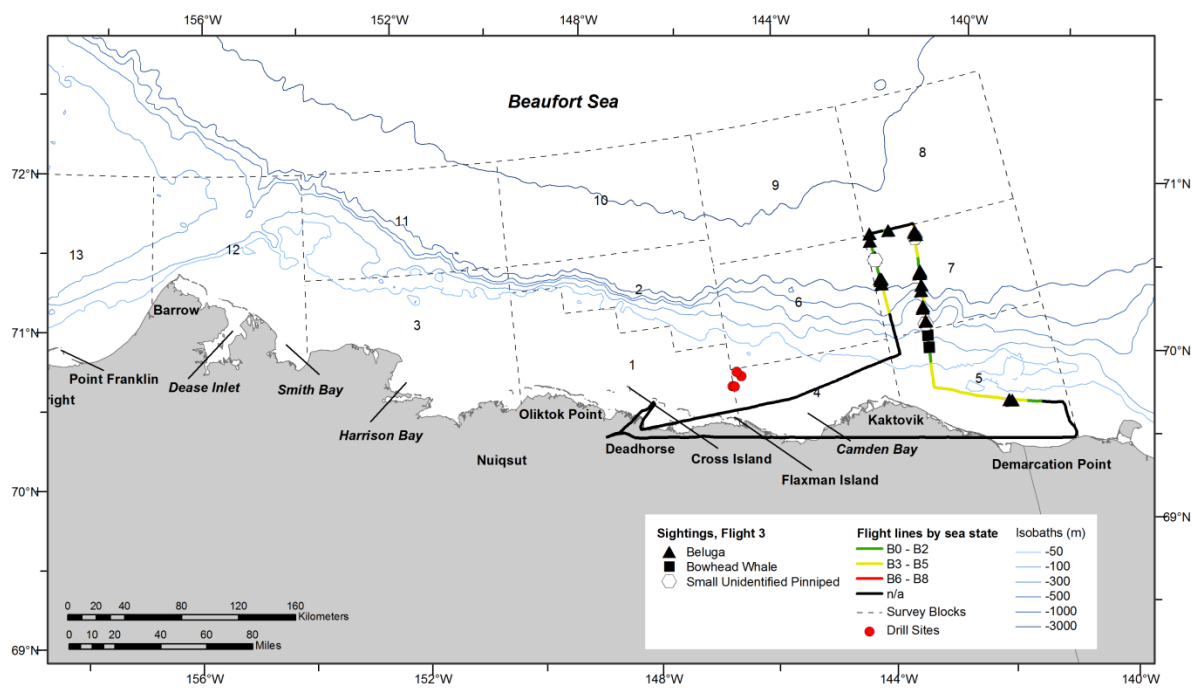 156°W 152°W 148°W 144°W 140°W
Beaufort Sea
8
9
72°N 71°N
10
11
12
13
7
2
6
Barrow
3
71°N 70°N
Point Franklin
Dease Inlet
Smith Bay
1
5
4
right
Harrison Bay
Oliktok Point
Kaktovik
Deadhorse
Cross Island
Camden Bay
Nuiqsut
Flaxman Island
Demarcation Point
70°N 69°N
Sightings, Flight 3
Beluga
Bowhead Whale
Small Unidentified Pinniped
Flight lines by sea state
B0 - B2
B3 - B5
B6 - B8
n/a
Survey Blocks
Drill Sites
Isobaths (m)
-50
-100
-300
-500
-1000
-3000
0 20 40 80 120 160
Kilometers
0 10 20 40 60 80
Miles
69°N
156°W 152°W 148°W 144°W 140°W